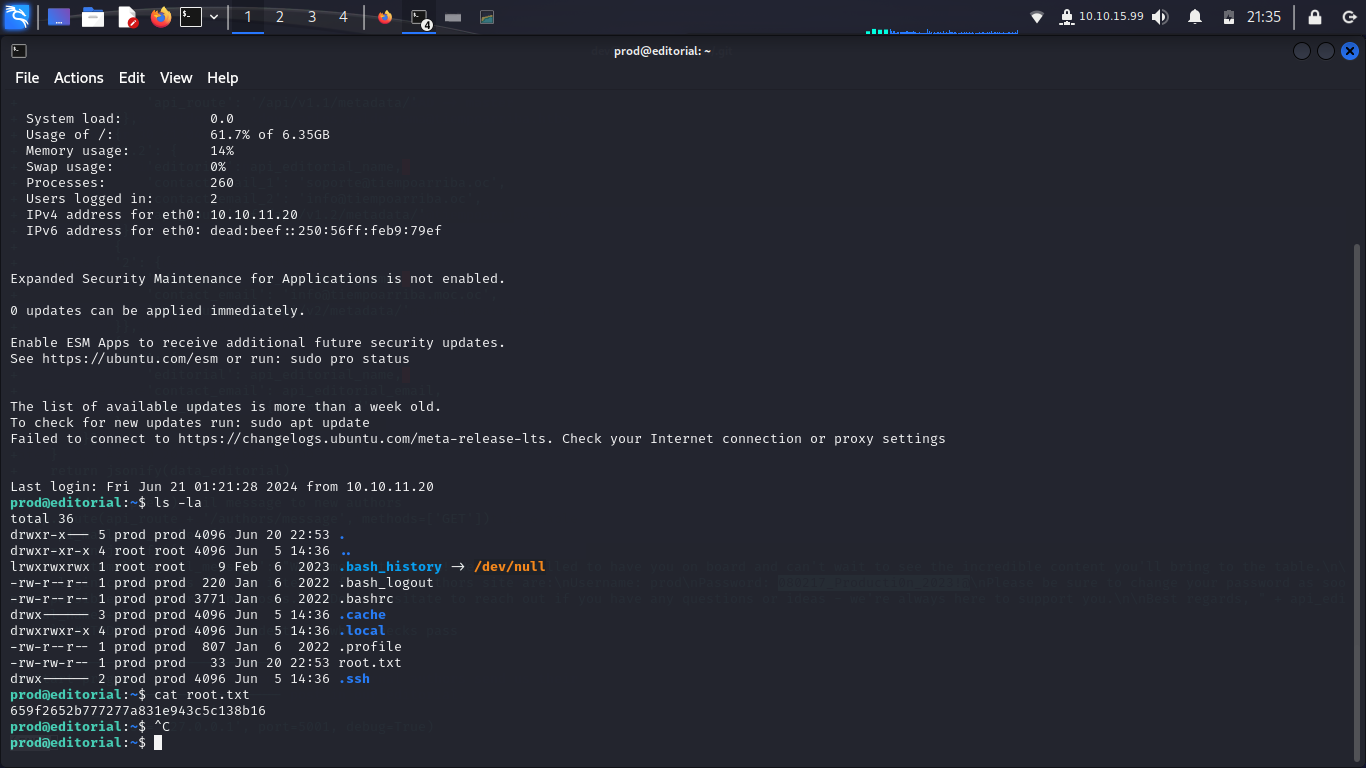 1 2 3 4 4 10.10.15.99 21:35
prod@editorial: ~
File Actions Edit View Help
System load: 0.0
Usage of /: 61.7% of 6.35GB
Memory usage: 14%
Swap usage: 0%
Processes: 260
Users logged in: 2
IPv4 address for eth0: 10.10.11.20
IPv6 address for eth0: dead:beef::250:56ff:feb9:79ef
Expanded Security Maintenance for Applications is not enabled.
0 updates can be applied immediately.
Enable ESM Apps to receive additional future security updates.
See https://ubuntu.com/esm or run: sudo pro status
The list of available updates is more than a week old.
To check for new updates run: sudo apt update
Failed to connect to https://changelogs.ubuntu.com/meta-release-lts. Check your Internet connection or proxy settings
Last login: Fri Jun 21 01:21:28 2024 from 10.10.11.20
prod@editorial:~$ ls -la
total 36
drwxr-x--- 5 prod prod 4096 Jun 20 22:53 .
drwxr-xr-x 4 root root 4096 Jun 5 14:36 ..
lrwxrwxrwx 1 root root 9 Feb 6 2023 .bash_history -> /dev/null
-rw-r--r-- 1 prod prod 220 Jan 6 2022 .bash_logout
-rw-r--r-- 1 prod prod 3771 Jan 6 2022 .bashrc
drwx------ 3 prod prod 4096 Jun 5 14:36 .cache
drwxrwxr-x 4 prod prod 4096 Jun 5 14:36 .local
-rw-r--r-- 1 prod prod 807 Jan 6 2022 .profile
-rw-rw-r-- 1 prod prod 33 Jun 20 22:53 root.txt
drwx------ 2 prod prod 4096 Jun 5 14:36 .ssh
prod@editorial:~$ cat root.txt
659f2652b777277a831e943c5c138b16
prod@editorial:~$ ^C
prod@editorial:~$